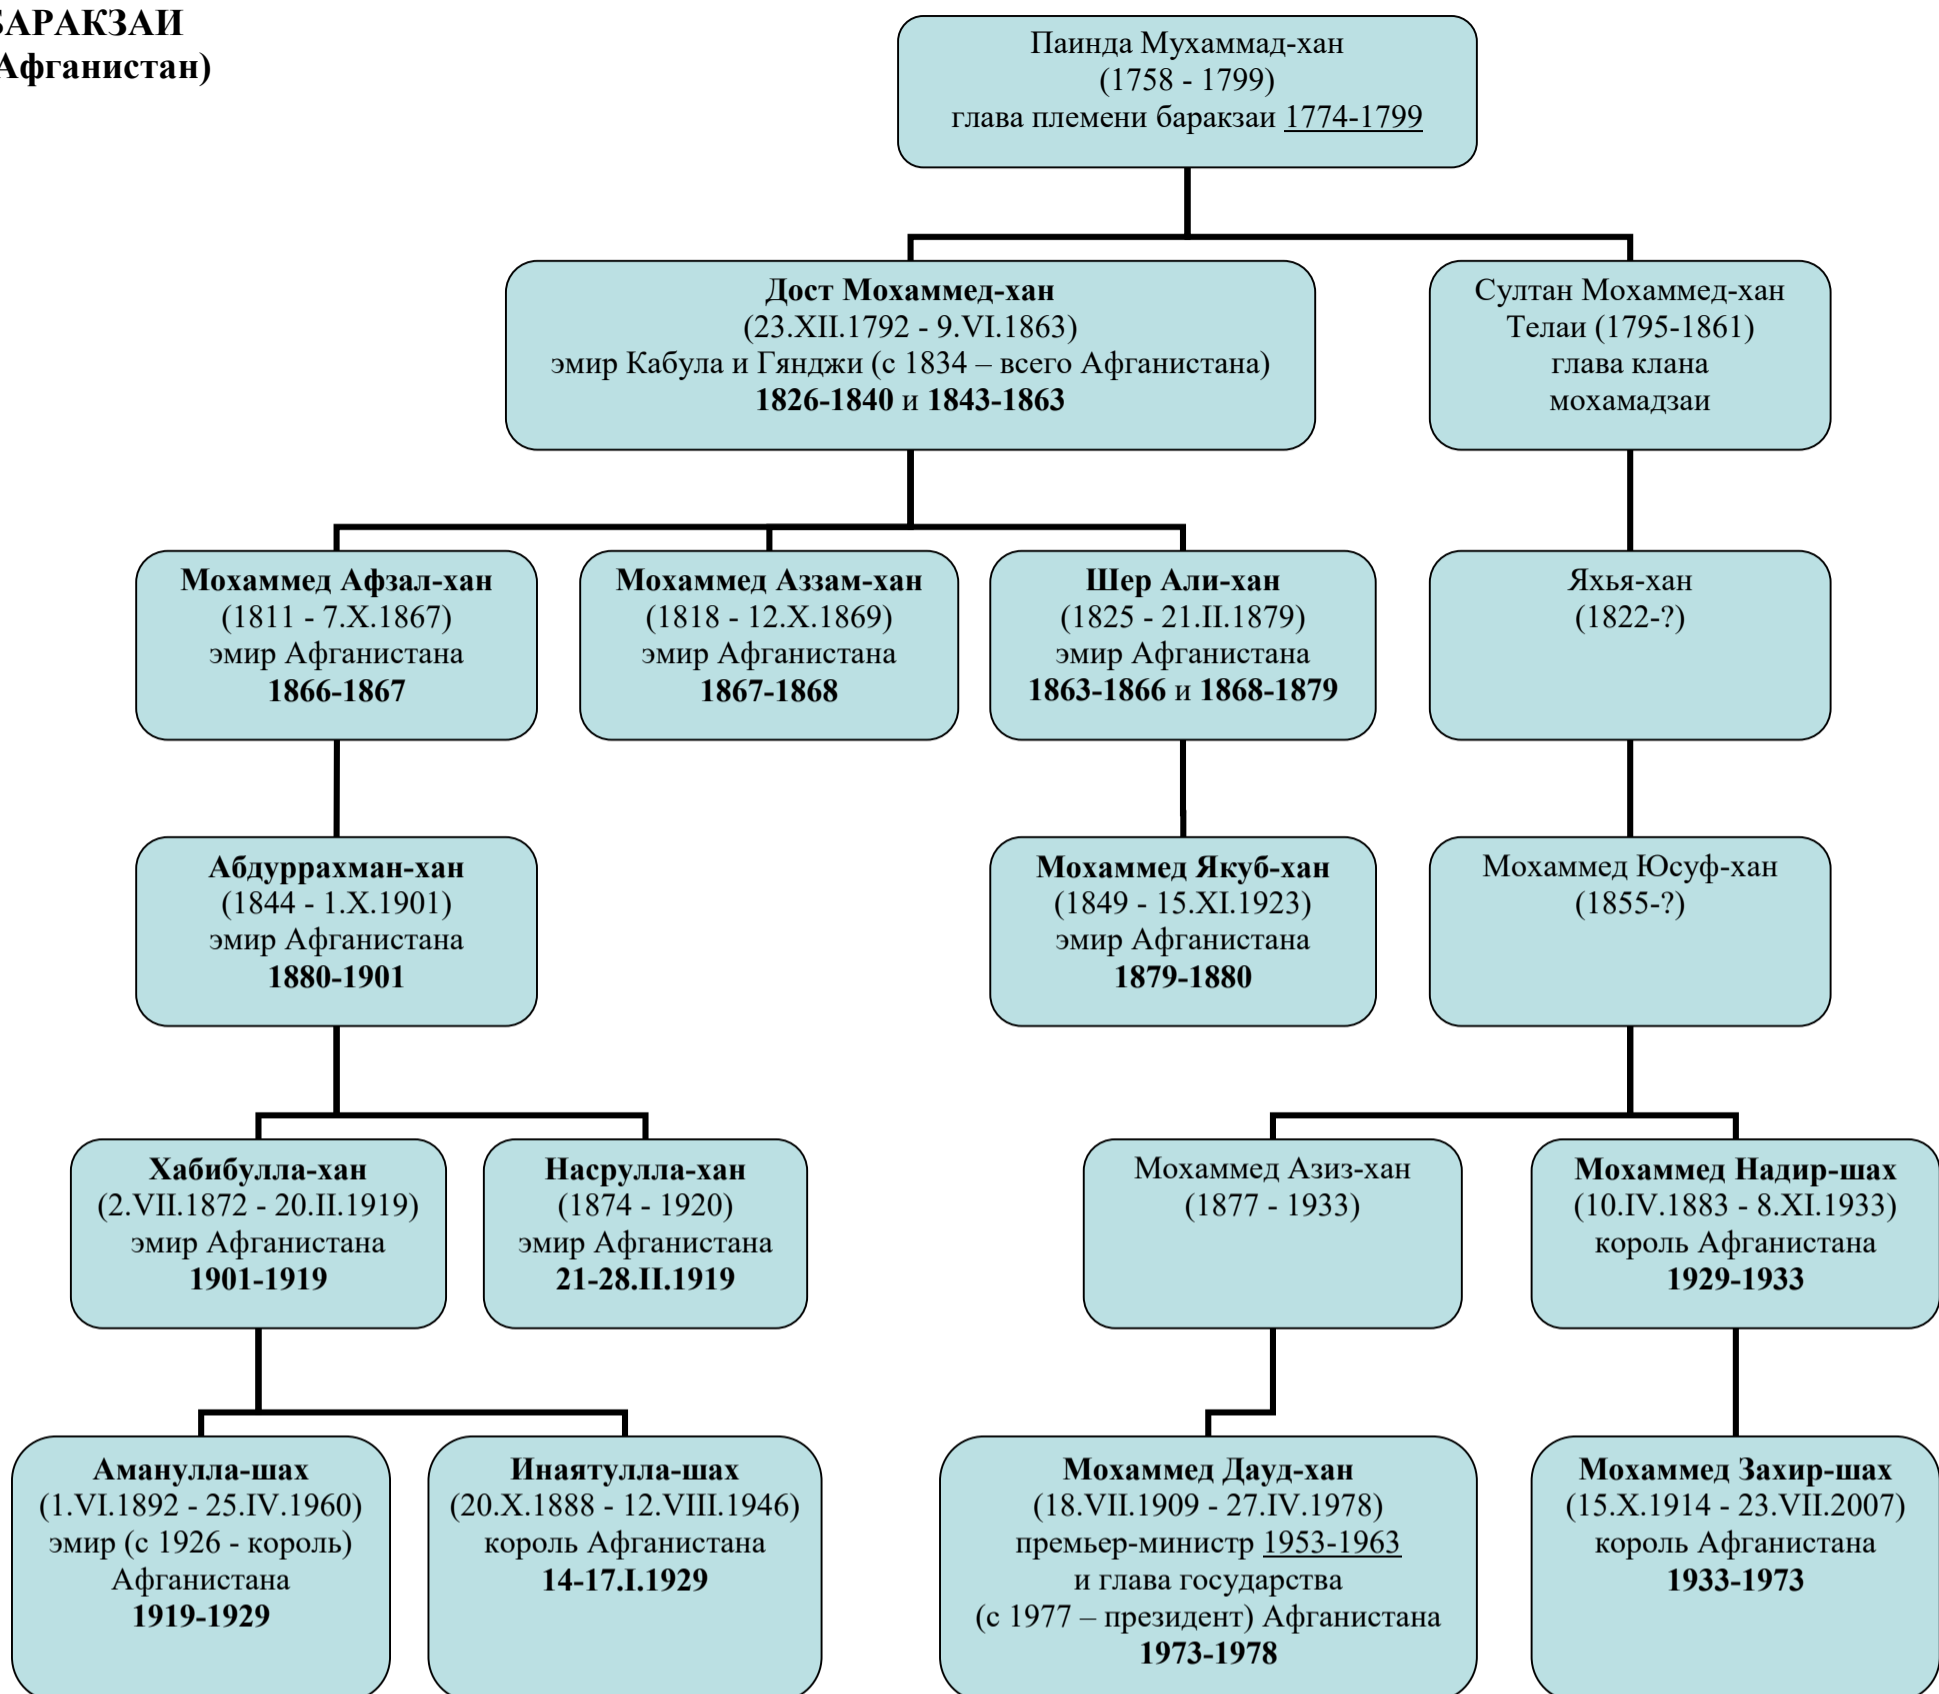 БАРАКЗАИ
(Афганистан)
Паинда Мухаммад-хан
(1758 - 1799)
глава племени баракзаи 1774-1799
Дост Мохаммед-хан
(23.XII.1792 - 9.VI.1863)
эмир Кабула и Гянджи (с 1834 – всего Афганистана)
1826-1840 и 1843-1863
Султан Мохаммед-хан
Телаи (1795-1861)
глава клана
мохамадзаи
Мохаммед Афзал-хан
(1811 - 7.X.1867)
эмир Афганистана
1866-1867
Мохаммед Аззам-хан
(1818 - 12.X.1869)
эмир Афганистана
1867-1868
Шер Али-хан
(1825 - 21.II.1879)
эмир Афганистана
1863-1866 и 1868-1879
Яхья-хан
(1822-?)
Абдуррахман-хан
(1844 - 1.X.1901)
эмир Афганистана
1880-1901
Мохаммед Якуб-хан
(1849 - 15.XI.1923)
эмир Афганистана
1879-1880
Мохаммед Юсуф-хан
(1855-?)
Хабибулла-хан
(2.VII.1872 - 20.II.1919)
эмир Афганистана
1901-1919
Насрулла-хан
(1874 - 1920)
эмир Афганистана
21-28.II.1919
Мохаммед Азиз-хан
(1877 - 1933)
Мохаммед Надир-шах
(10.IV.1883 - 8.XI.1933)
король Афганистана
1929-1933
Аманулла-шах
(1.VI.1892 - 25.IV.1960)
эмир (с 1926 - король)
Афганистана
1919-1929
Инаятулла-шах
(20.X.1888 - 12.VIII.1946)
король Афганистана
14-17.I.1929
Мохаммед Дауд-хан
(18.VII.1909 - 27.IV.1978)
премьер-министр 1953-1963
и глава государства
(с 1977 – президент) Афганистана
1973-1978
Мохаммед Захир-шах
(15.X.1914 - 23.VII.2007)
король Афганистана
1933-1973